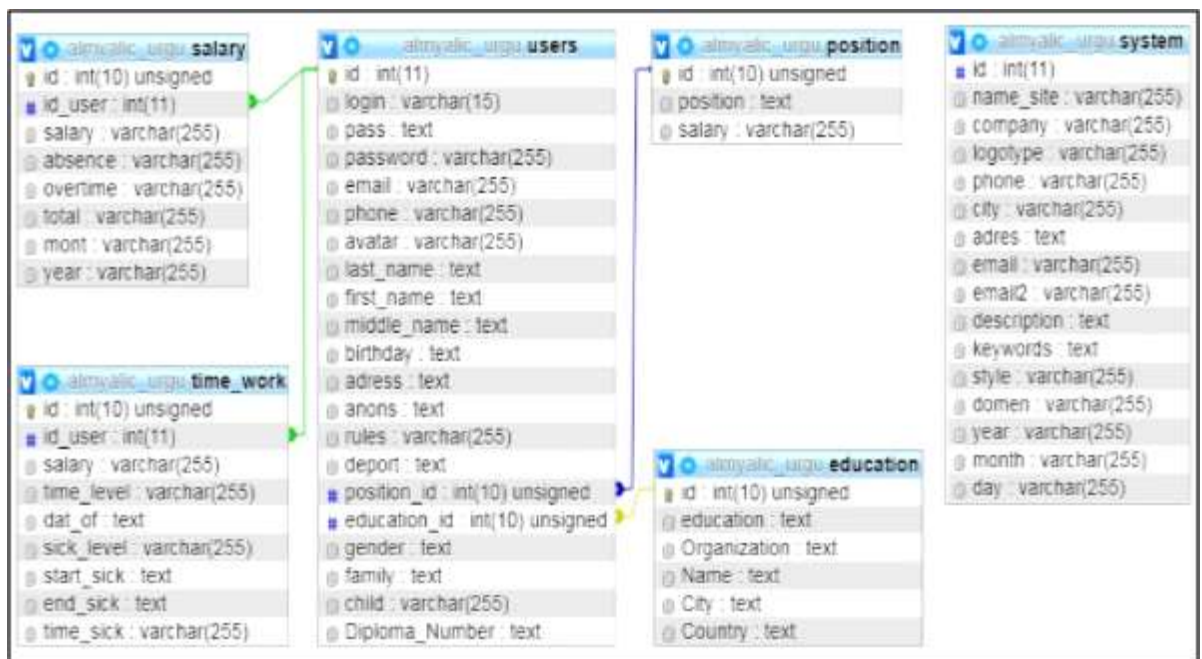 almyalic_urgu salary
id : int(10) unsigned
id_user : int(11)
salary : varchar(255)
absence : varchar(255)
overtime : varchar(255)
total : varchar(255)
mont : varchar(255)
year : varchar(255)
almyalic_urgu time_work
id : int(10) unsigned
id_user : int(11)
salary : varchar(255)
time_level : varchar(255)
dat_of : text
sick_level : varchar(255)
start_sick : text
end_sick : text
time_sick : varchar(255)
almyalic_urgu users
id : int(11)
login : varchar(15)
pass : text
password : varchar(255)
email : varchar(255)
phone : varchar(255)
avatar : varchar(255)
last_name : text
first_name : text
middle_name : text
birthday : text
adress : text
anons : text
rules : varchar(255)
deport : text
position_id : int(10) unsigned
education_id : int(10) unsigned
gender : text
family : text
child : varchar(255)
Diploma_Number : text
almyalic_urgu position
id : int(10) unsigned
position : text
salary : varchar(255)
almyalic_urgu education
id : int(10) unsigned
education : text
Organization : text
Name : text
City : text
Country : text
almyalic_urgu system
id : int(11)
name_site : varchar(255)
company : varchar(255)
logotype : varchar(255)
phone : varchar(255)
city : varchar(255)
adres : text
email : varchar(255)
email2 : varchar(255)
description : text
keywords : text
style : varchar(255)
domen : varchar(255)
year : varchar(255)
month : varchar(255)
day : varchar(255)